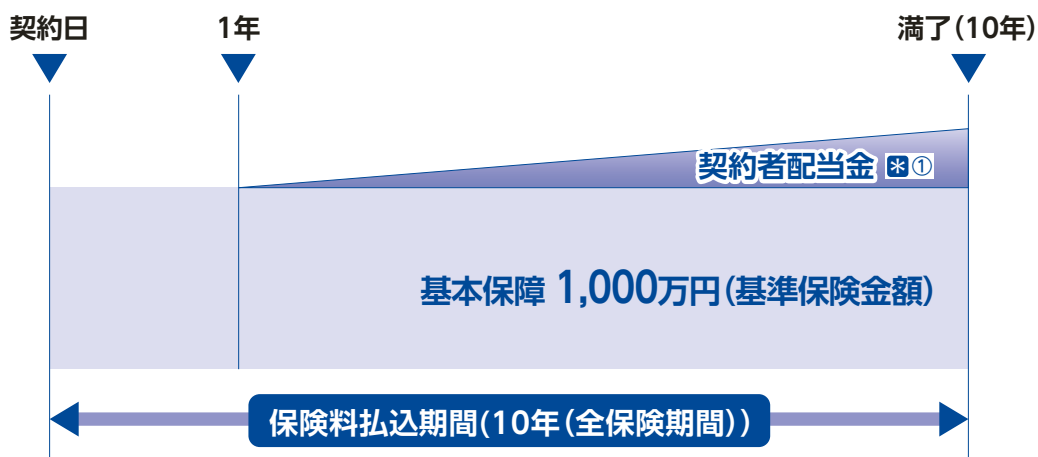 契約日
1年
満了(10年)
契約者配当金 *①
基本保障 1,000万円(基準保険金額)
保険料払込期間(10年(全保険期間))